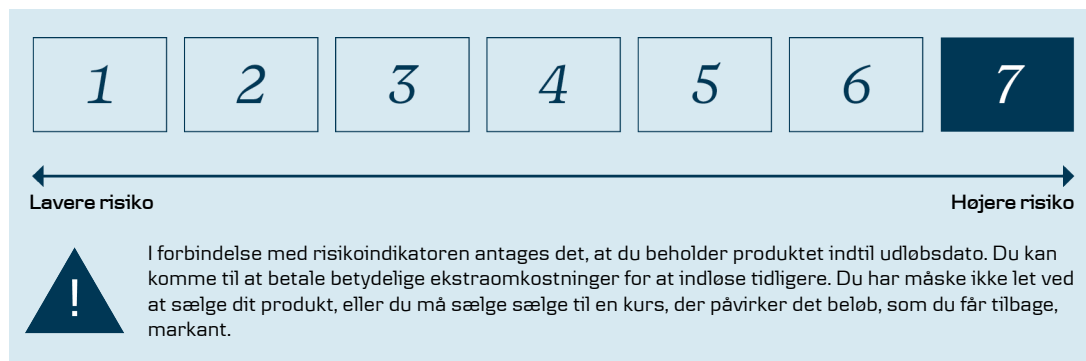 1 2 3 4 5 6 7
Lavere risiko Højere risiko
I forbindelse med risikoindikatoren antages det, at du beholder produktet indtil udløbsdato. Du kan
komme til at betale betydelige ekstraomkostninger for at indløse tidligere. Du har måske ikke let ved
at sælge dit produkt, eller du må sælge sælge til en kurs, der påvirker det beløb, som du får tilbage,
markant.
!